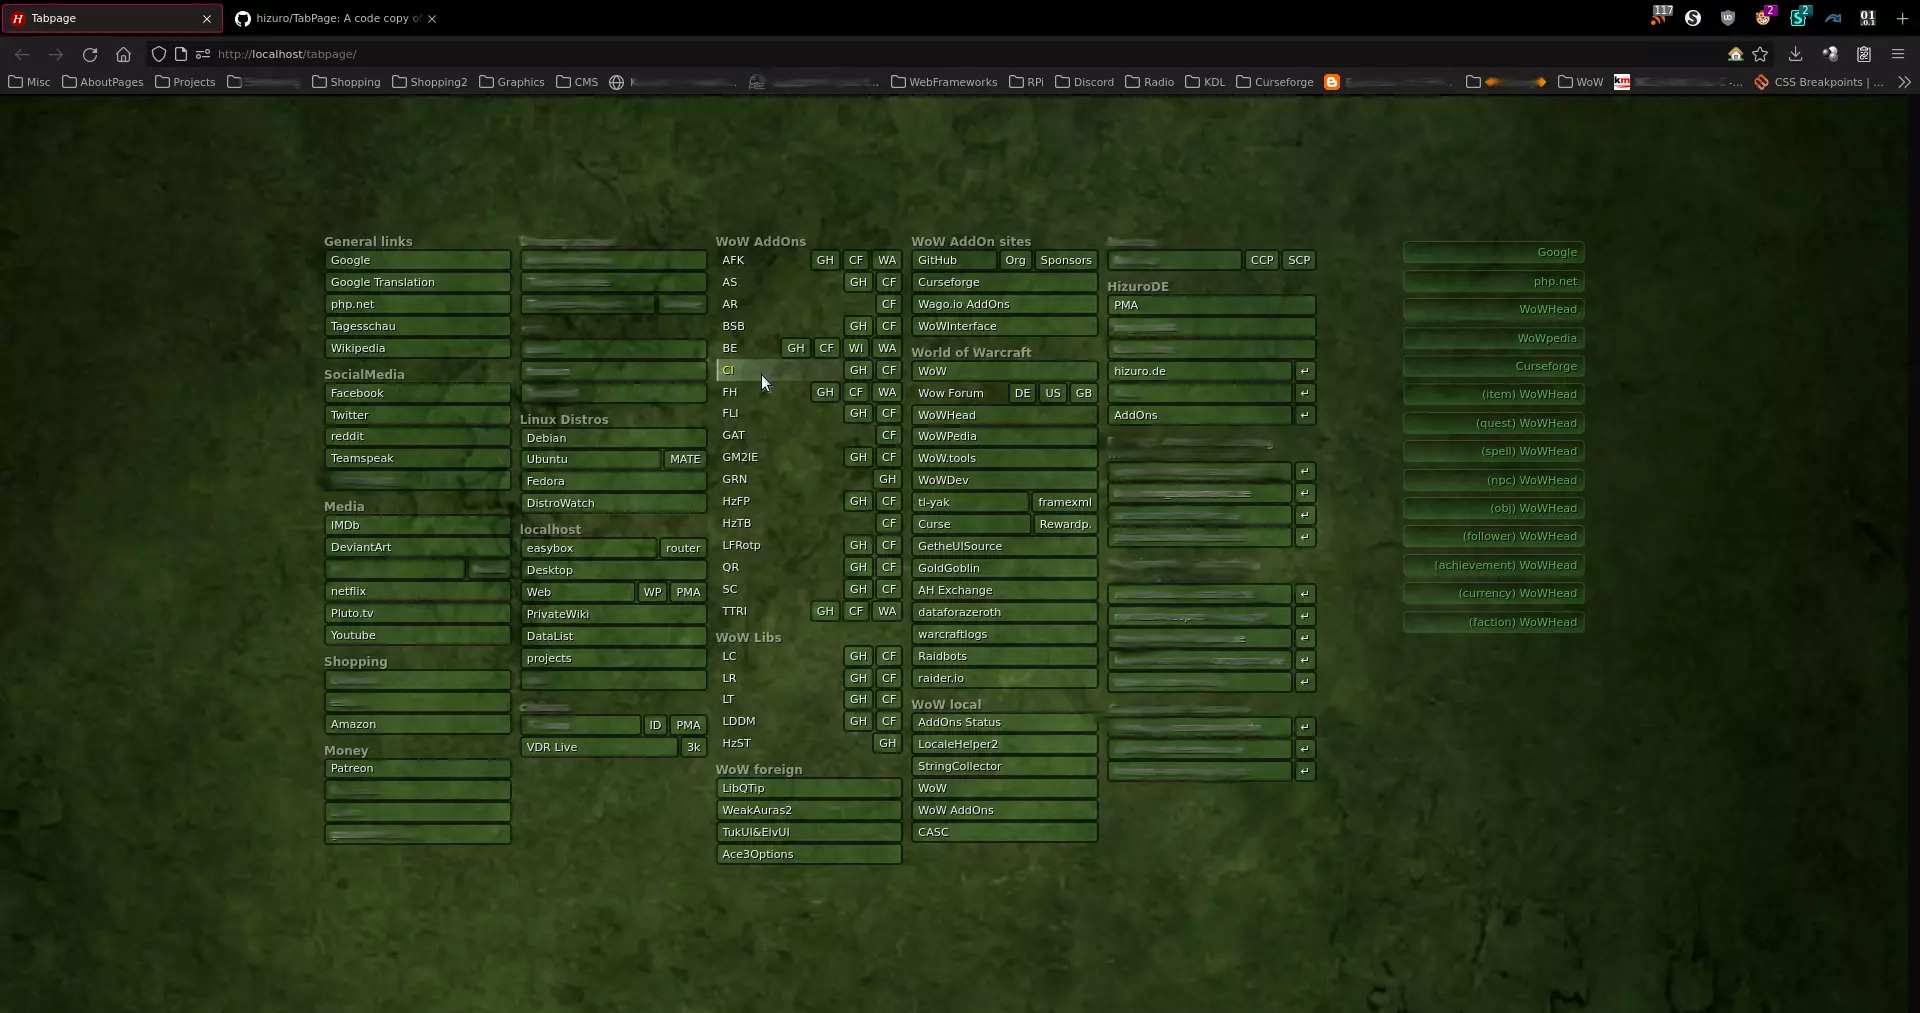 Tabpage
hizuro/TabPage: A code copy of
117
2
2
01
0.1
http://localhost/tabpage/
Misc
AboutPages
Projects
Shopping
Shopping2
Graphics
CMS
K
...
...
WebFrameworks
RPi
Discord
Radio
KDL
Curseforge
WoW
km
-...
CSS Breakpoints | ...
General links
Google
Google Translation
php.net
Tagesschau
Wikipedia
SocialMedia
Facebook
Twitter
reddit
Teamspeak
Media
IMDb
DeviantArt
netflix
Pluto.tv
Youtube
Shopping
Amazon
Money
Patreon
Linux Distros
Debian
Ubuntu MATE
Fedora
DistroWatch
localhost
easybox router
Desktop
Web WP PMA
PrivateWiki
DataList
projects
ID PMA
VDR Live 3k
WoW AddOns
AFK GH CF WA
AS GH CF
AR CF
BSB GH CF
BE GH CF WI WA
CI GH CF
FH GH CF WA
FLI GH CF
GAT CF
GM2IE GH CF
GRN GH
HzFP GH CF
HzTB CF
LFRotp GH CF
QR GH CF
SC GH CF
TTRI GH CF WA
WoW Libs
LC GH CF
LR GH CF
LT GH CF
LDDM GH CF
HzST GH
WoW foreign
LibQTip
WeakAuras2
TukUI&ElvUI
Ace3Options
WoW AddOn sites
GitHub Org Sponsors
Curseforge
Wago.io AddOns
WoWInterface
World of Warcraft
WoW
Wow Forum DE US GB
WoWHead
WoWPedia
WoW.tools
WoWDev
tl-yak framexml
Curse Rewardp.
GetheUISource
GoldGoblin
AH Exchange
dataforazeroth
warcraftlogs
Raidbots
raider.io
WoW local
AddOns Status
LocaleHelper2
StringCollector
WoW
WoW AddOns
CASC
CCP SCP
HizuroDE
PMA
hizuro.de ↵
↵
AddOns ↵
↵
↵
↵
↵
↵
↵
↵
↵
↵
↵
↵
↵
Google
php.net
WoWHead
WoWpedia
Curseforge
(item) WoWHead
(quest) WoWHead
(spell) WoWHead
(npc) WoWHead
(obj) WoWHead
(follower) WoWHead
(achievement) WoWHead
(currency) WoWHead
(faction) WoWHead